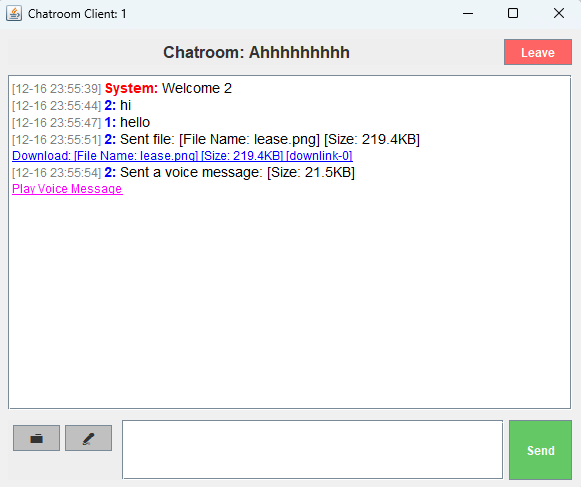 Chatroom Client: 1
Chatroom: Ahhhhhhhhh
Leave
[12-16 23:55:39] System: Welcome 2
[12-16 23:55:44] 2: hi
[12-16 23:55:47] 1: hello
[12-16 23:55:51] 2: Sent file: [File Name: lease.png] [Size: 219.4KB]
Download: [File Name: lease.png] [Size: 219.4KB] [downlink-0]
[12-16 23:55:54] 2: Sent a voice message: [Size: 21.5KB]
Play Voice Message
Send